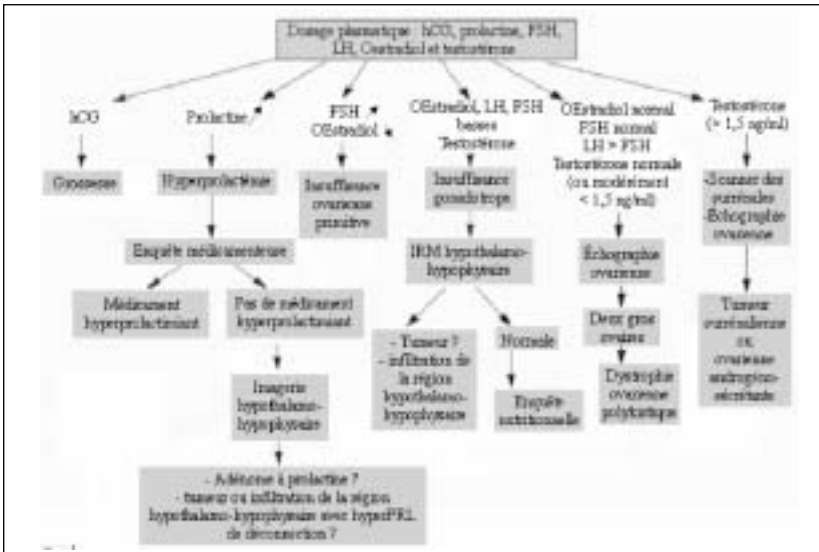 Dosage plasmatique : hCG, prolactine, FSH,
LH, Oestradiol et testostérone
hCG
Grossesse
Prolactine
Hyperprolactémie
Enquête médicamenteuse
Médicament
hyperprolactiniant
Pas de médicament
hyperprolactiniant
Imagerie
hypothalamo-
hypophysaire
- Adénome à prolactine ?
- tumeur ou infiltration de la région
hypothalamo-hypophysaire avec hyperPRL
de déconnection ?
FSH
OEstradiol
Insuffisance
ovarienne
primitive
OEstradiol, LH, FSH
basses
Testostérone
Insuffisance
gonadotrope
IRM hypothalamo-
hypophysaire
- Tumeur ?
- infiltration de
la région
hypothalamo-
hypophysaire
Normale
Enquête
nutritionnelle
OEstradiol normal
FSH normal
LH > FSH
Testostérone normale
(ou modérément
< 1,5 ng/ml)
Échographie
ovarienne
Deux gros
ovaires
Dystrophie
ovarienne
polykystique
Testostérone
(> 1,5 ng/ml)
-Scanner des
surrénales
-Échographie
ovarienne
Tumeur
surrénalienne
ou
ovarienne
androgéno-
sécrétante